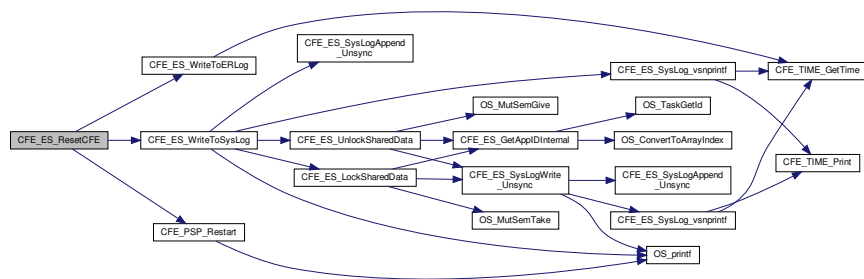 CFE_ES_SysLogAppend
_Unsync
CFE_ES_WriteToERLog
CFE_ES_SysLog_vsnprintf
CFE_TIME_GetTime
OS_MutSemGive
OS_TaskGetId
CFE_ES_ResetCFE
CFE_ES_WriteToSysLog
CFE_ES_UnlockSharedData
CFE_ES_GetAppIDInternal
OS_ConvertToArrayIndex
CFE_TIME_Print
CFE_ES_LockSharedData
CFE_ES_SysLogWrite
_Unsync
CFE_ES_SysLogAppend
_Unsync
OS_MutSemTake
CFE_ES_SysLog_vsnprintf
CFE_PSP_Restart
OS_printf